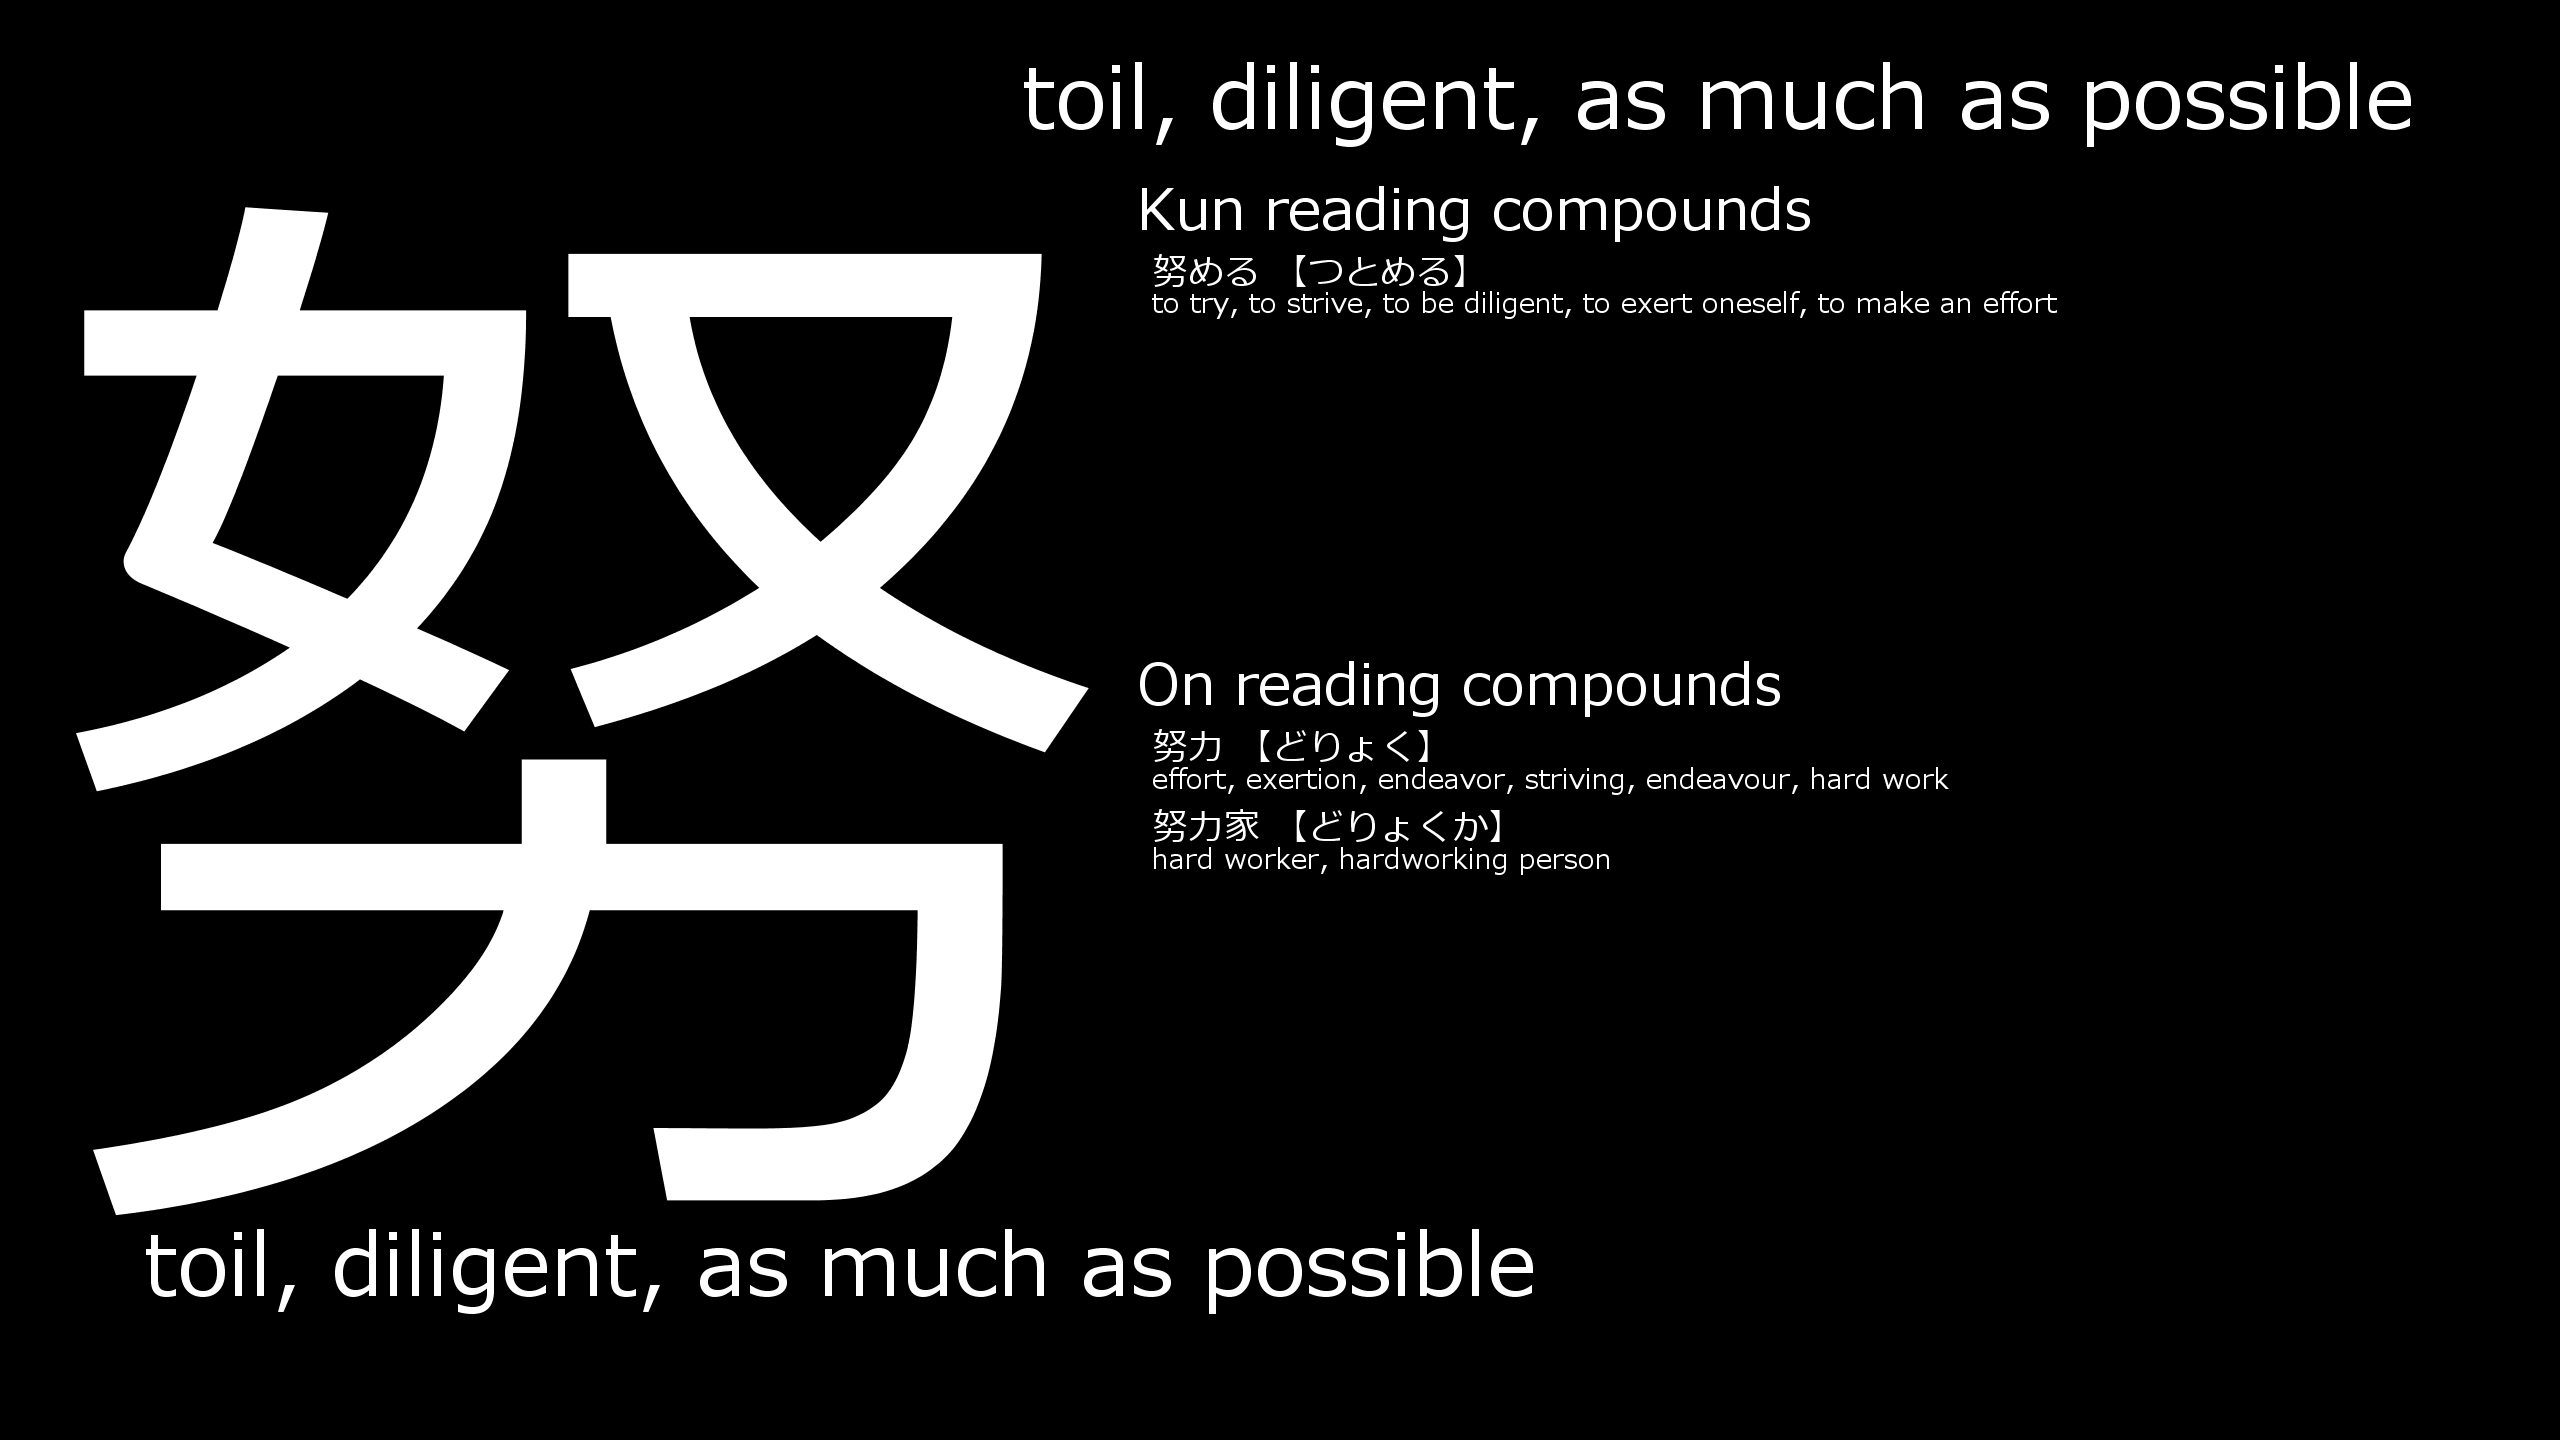 toil, diligent, as much as possible
努
Kun reading compounds
努める 【つとめる】
to try, to strive, to be diligent, to exert oneself, to make an effort
On reading compounds
努力 【どりょく】
effort, exertion, endeavor, striving, endeavour, hard work
努力家 【どりょくか】
hard worker, hardworking person
toil, diligent, as much as possible